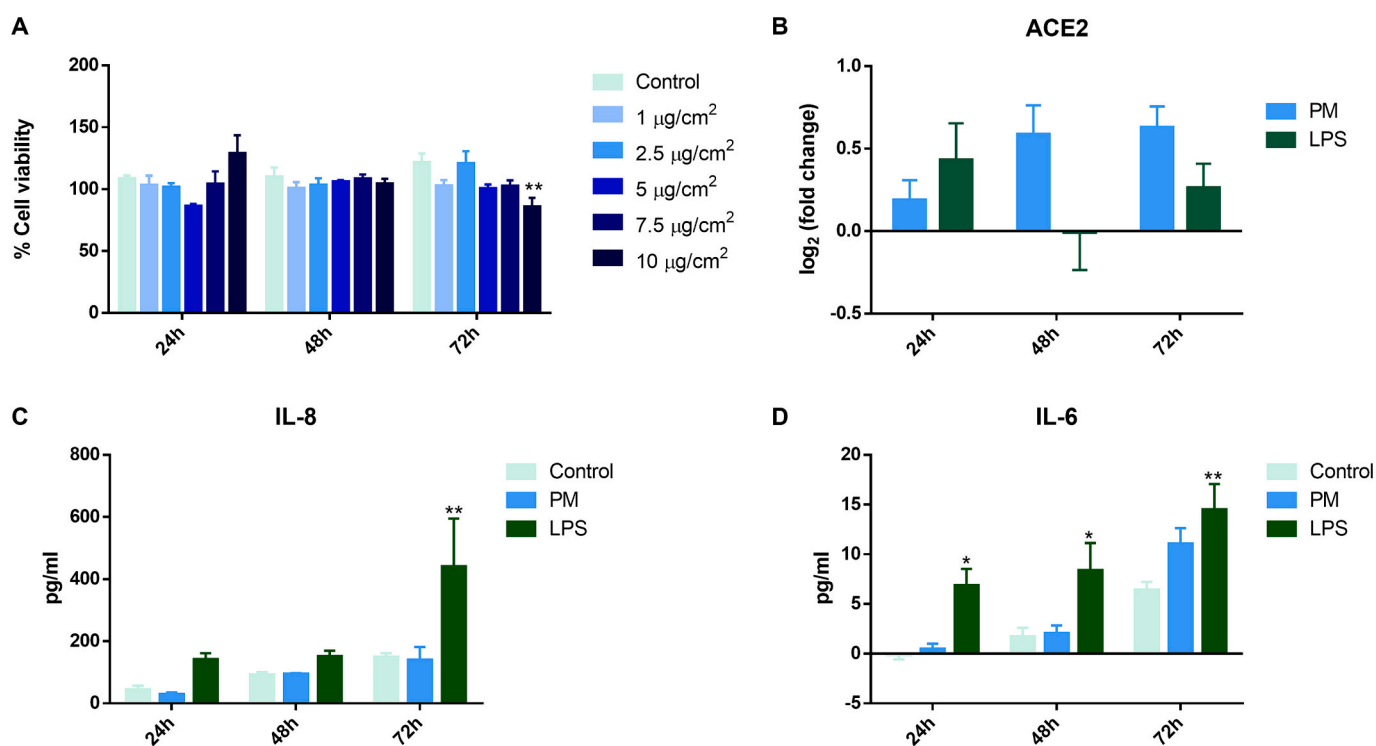 A
% Cell viability
200
150
100
50
0
**
24h
48h
72h
Control
1 µg/cm²
2.5 µg/cm²
5 µg/cm²
7.5 µg/cm²
10 µg/cm²
B
ACE2
log₂ (fold change)
1.0
0.5
0.0
-0.5
24h
48h
72h
PM
LPS
C
IL-8
pg/ml
800
600
400
200
0
**
24h
48h
72h
Control
PM
LPS
D
IL-6
pg/ml
20
15
10
5
0
-5
*
*
**
24h
48h
72h
Control
PM
LPS